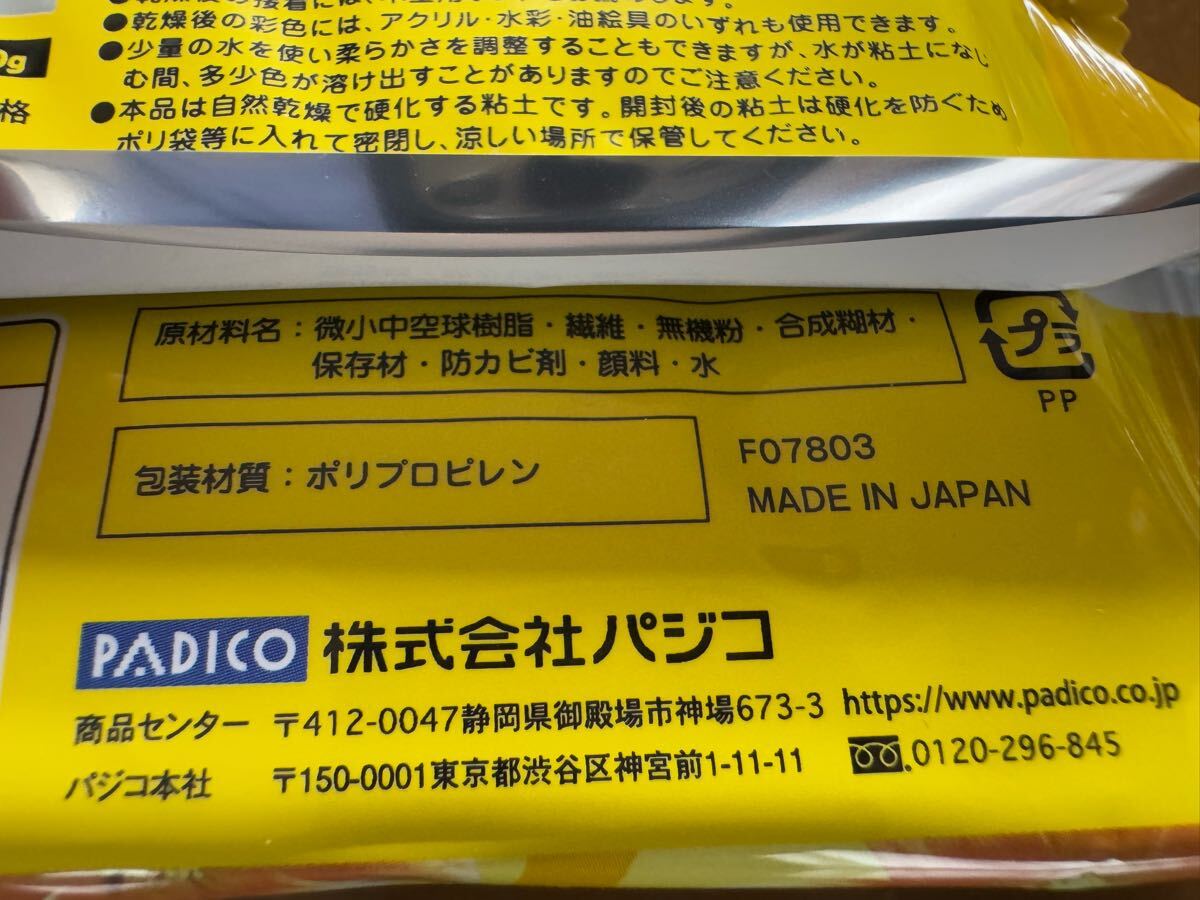 ●乾燥後の接着には、木工用
●乾燥後の彩色には、アクリル・水彩・油絵具のいずれも使用できます。
●少量の水を使い柔らかさを調整することもできますが、水が粘土になじ
む間、多少色が溶け出すことがありますのでご注意ください。
●本品は自然乾燥で硬化する粘土です。開封後の粘土は硬化を防ぐため
ポリ袋等に入れて密閉し、涼しい場所で保管してください。
0g
格
原材料名：微小中空球樹脂・繊維・無機粉・合成糊材・
保存材・防カビ剤・顔料・水
プラ
PP
包装材質：ポリプロピレン
F07803
MADE IN JAPAN
PADICO 株式会社パジコ
商品センター 〒412-0047静岡県御殿場市神場673-3 https://www.padico.co.jp
パジコ本社 〒150-0001東京都渋谷区神宮前1-11-11 0120-296-845